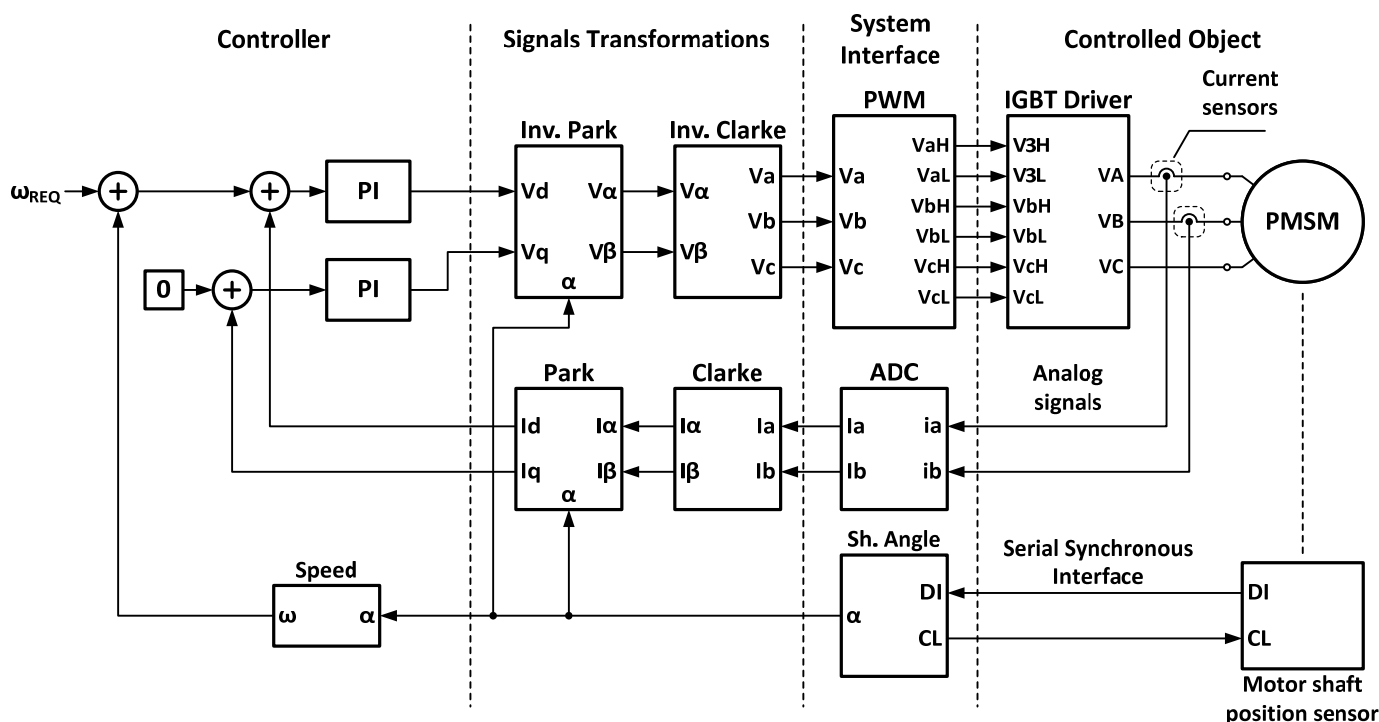 Controller
Signals Transformations
System
Interface
Controlled Object
Current
sensors
PWM
IGBT Driver
Inv. Park
Inv. Clarke
ωREQ
+
+
PI
Vd
Vα
Vα
Va
Va
VaH
V3H
VaL
V3L
VA
VbH
VbH
Vb
Vb
VbL
VbL
VB
PMSM
Vq
Vβ
Vβ
Vc
Vc
VcH
VcH
VC
VcL
VcL
0
+
PI
α
Park
Clarke
ADC
Analog
signals
Id
Iα
Iα
Ia
Ia
ia
Iq
Iβ
Iβ
Ib
Ib
ib
α
Sh. Angle
Serial Synchronous
Interface
Speed
ω
α
α
DI
DI
CL
CL
Motor shaft
position sensor